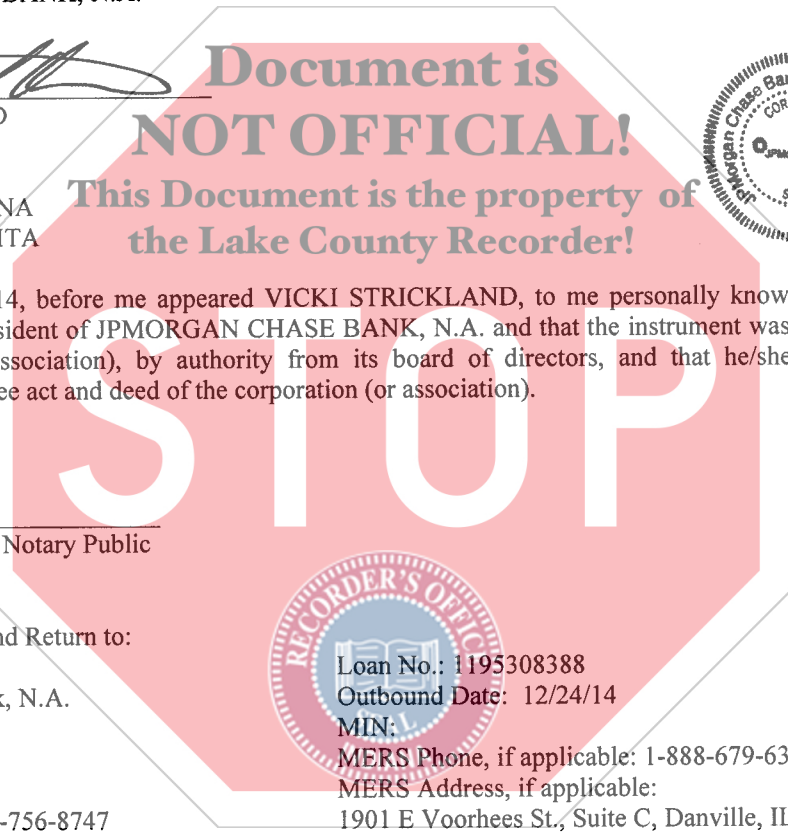 BANK, N.A.
Document is
NOT OFFICIAL!
This Document is the property of
the Lake County Recorder!
NA
ITA
14, before me appeared VICKI STRICKLAND, to me personally know
sident of JPMORGAN CHASE BANK, N.A. and that the instrument was
ssociation), by authority from its board of directors, and that he/she
ee act and deed of the corporation (or association).
STOP
Notary Public
RECORDER'S OFFICE
SEAL
nd Return to:
k, N.A.
-756-8747
Loan No.: 1195308388
Outbound Date: 12/24/14
MIN:
MERS Phone, if applicable: 1-888-679-63
MERS Address, if applicable:
1901 E Voorhees St., Suite C, Danville, IL
JPMorgan Chase Ba
COR
JPMO
S